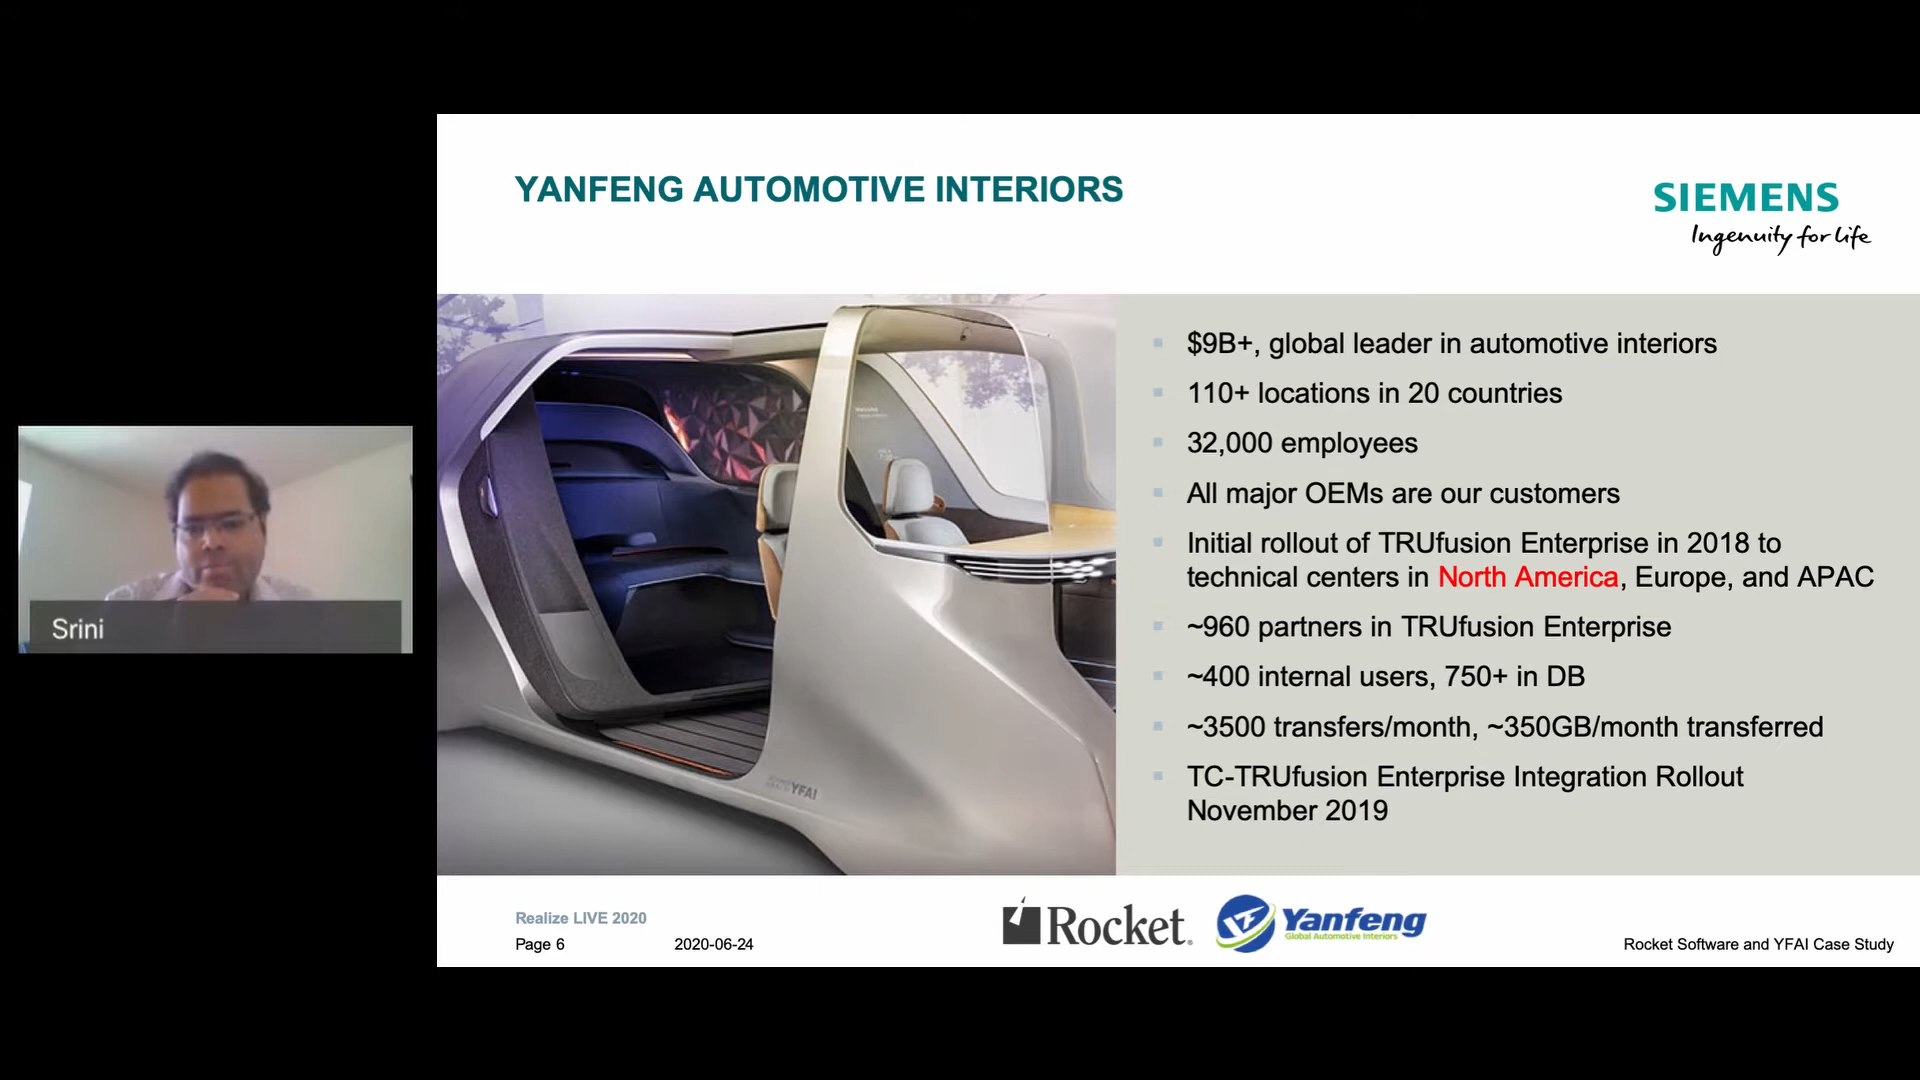 YANFENG AUTOMOTIVE INTERIORS
SIEMENS
Ingenuity for life
$9B+, global leader in automotive interiors
110+ locations in 20 countries
32,000 employees
All major OEMs are our customers
Initial rollout of TRUfusion Enterprise in 2018 to
technical centers in North America, Europe, and APAC
~960 partners in TRUfusion Enterprise
~400 internal users, 750+ in DB
~3500 transfers/month, ~350GB/month transferred
TC-TRUfusion Enterprise Integration Rollout
November 2019
Srini
YFAI
Realize LIVE 2020
Page 6
2020-06-24
Rocket®
Yanfeng
Global Automotive Interiors
Rocket Software and YFAI Case Study